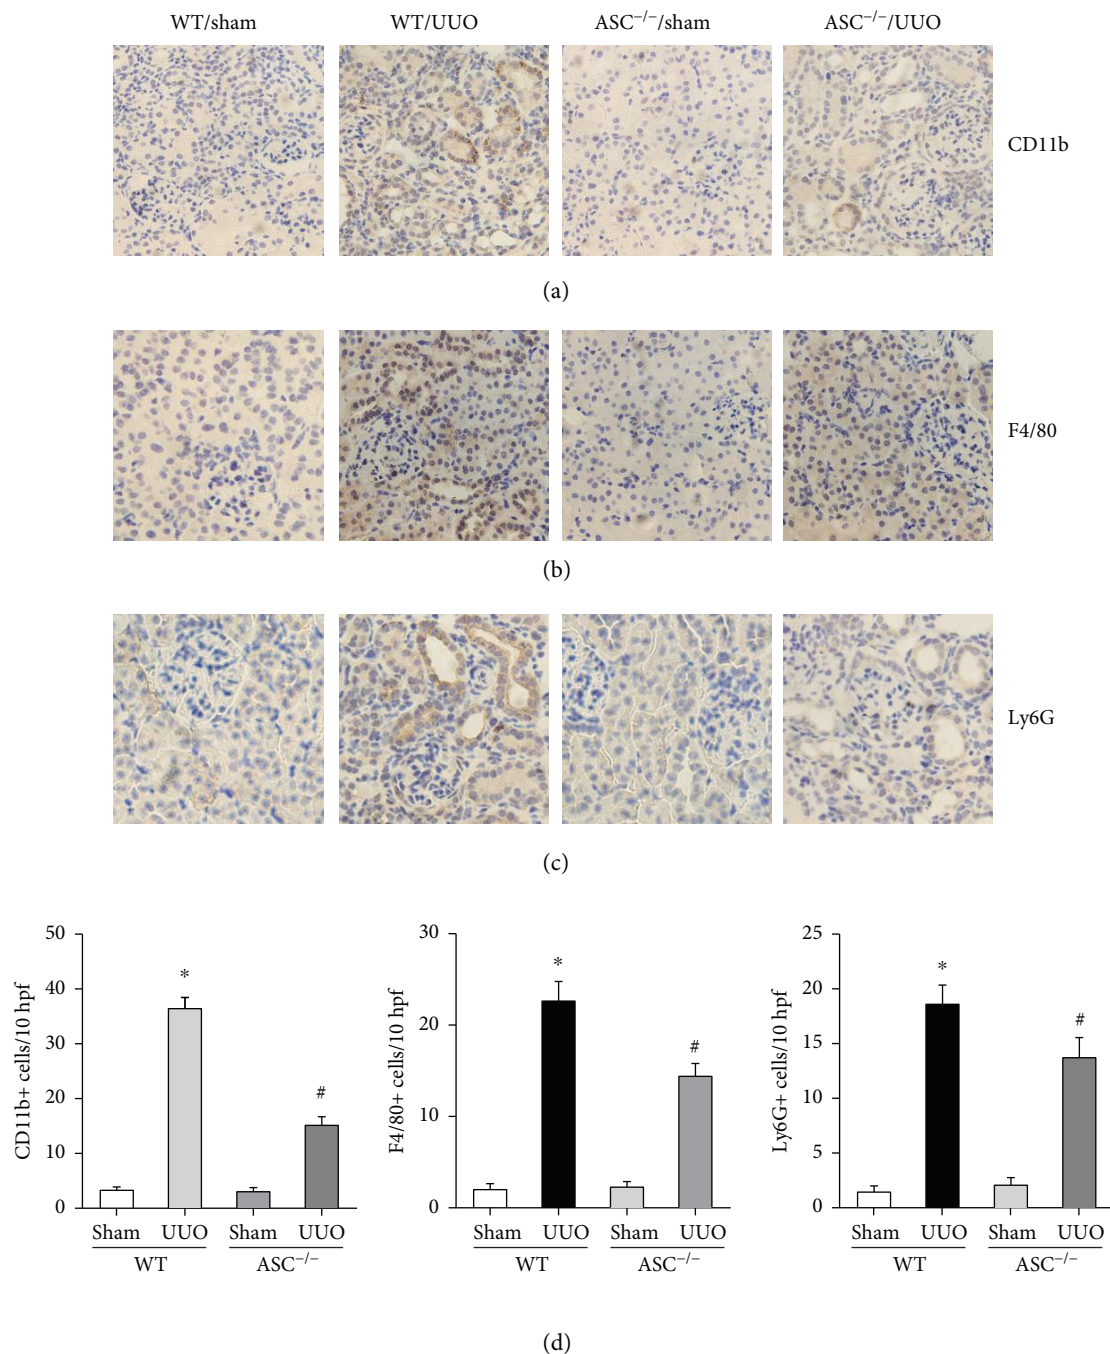 WT/sham WT/UUO ASC−/−/sham ASC−/−/UUO
CD11b
(a)
F4/80
(b)
Ly6G
(c)
50
40
30
20
10
0
CD11b+ cells/10 hpf
*
#
Sham UUO Sham UUO
WT ASC−/−
30
20
10
0
F4/80+ cells/10 hpf
*
#
Sham UUO Sham UUO
WT ASC−/−
25
20
15
10
5
0
Ly6G+ cells/10 hpf
*
#
Sham UUO Sham UUO
WT ASC−/−
(d)